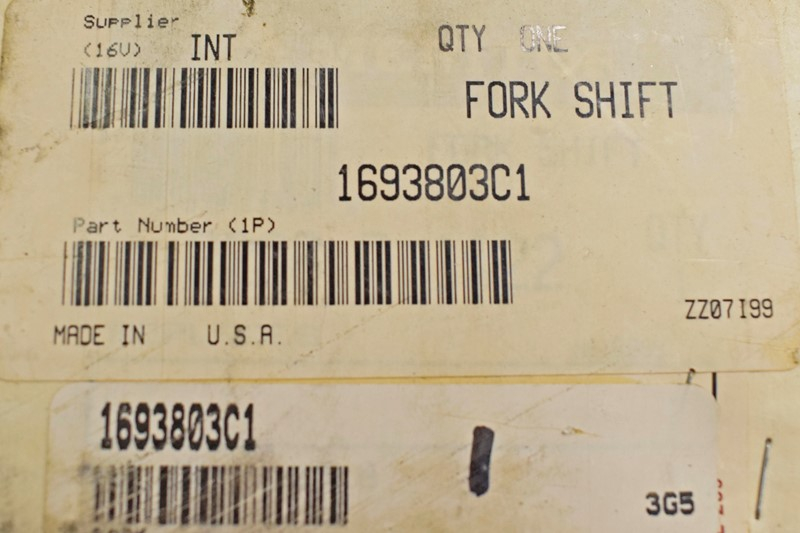 Supplier
(16V) INT
QTY ONE
FORK SHIFT
1693803C1
Part Number (1P)
ZZ07I99
MADE IN U.S.A.
1693803C1
3G5